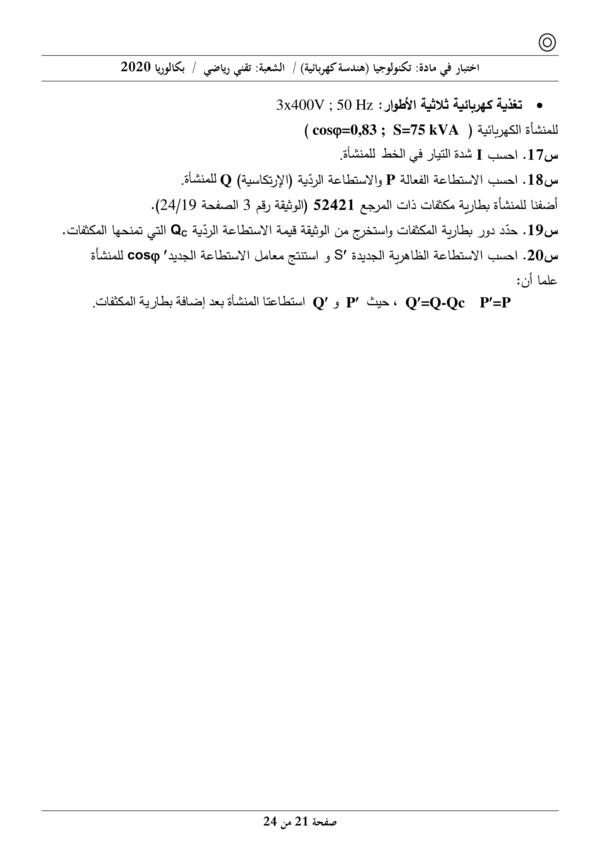 اختبار في مادة: تكنولوجيا (هندسة كهربائية) / الشعبة: تقني رياضي / بكالوريا 2020
• تغذية كهربائية ثلاثية الأطوار: 3x400V ; 50 Hz
للمنشأة الكهربائية ( cosφ=0,83 ; S=75 kVA )
س17. احسب I شدة التيار في الخط للمنشأة.
س18. احسب الاستطاعة الفعالة P والاستطاعة الردّية (الإرتكاسية) Q للمنشأة.
أضفنا للمنشأة بطارية مكثفات ذات المرجع 52421 (الوثيقة رقم 3 الصفحة 24/19).
س19. حدّد دور بطارية المكثفات واستخرج من الوثيقة قيمة الاستطاعة الردّية Qc التي تمنحها المكثفات.
س20. احسب الاستطاعة الظاهرية الجديدة S′ و استنتج معامل الاستطاعة الجديد cosφ ′ للمنشأة
علما أن:
Q′=Q-Qc P′=P ، حيث P′ و Q′ استطاعتا المنشأة بعد إضافة بطارية المكثفات.
صفحة 21 من 24